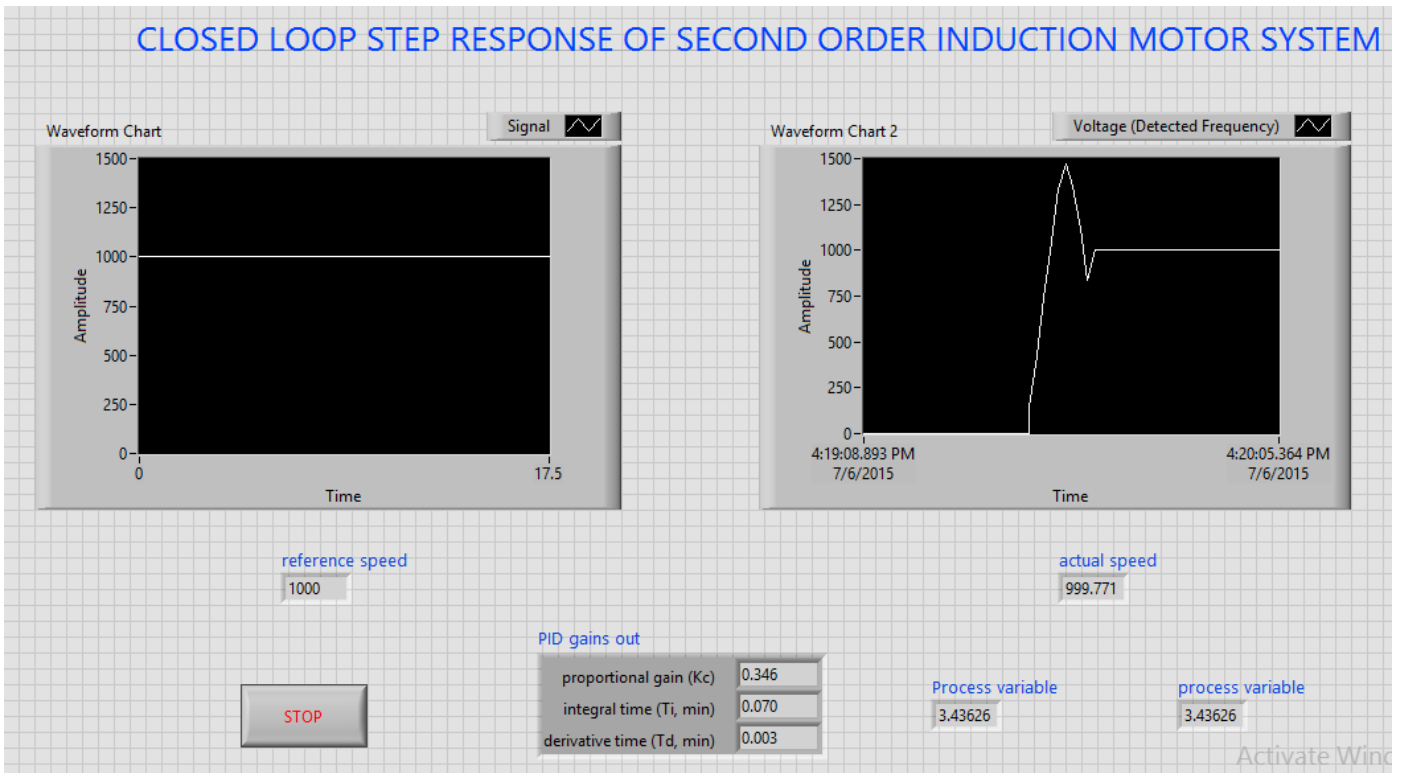 CLOSED LOOP STEP RESPONSE OF SECOND ORDER INDUCTION MOTOR SYSTEM
Waveform Chart
Signal
1500
1250
1000
750
500
250
0
Amplitude
0
17.5
Time
Waveform Chart 2
Voltage (Detected Frequency)
1500
1250
1000
750
500
250
0
Amplitude
4:19:08.893 PM
7/6/2015
4:20:05.364 PM
7/6/2015
Time
reference speed
1000
actual speed
999.771
PID gains out
proportional gain (Kc) 0.346
integral time (Ti, min) 0.070
derivative time (Td, min) 0.003
STOP
Process variable
3.43626
process variable
3.43626
Activate Winc